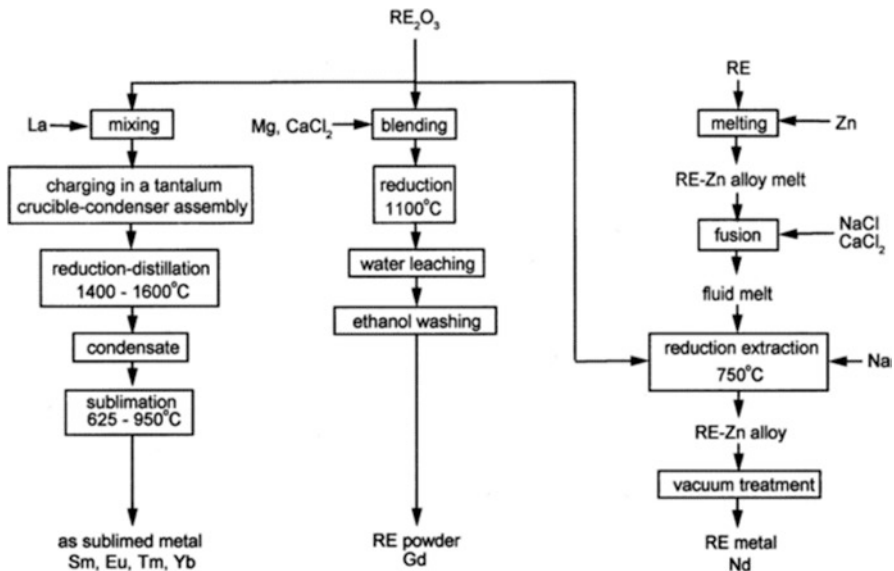 RE₂O₃
La
mixing
charging in a tantalum
crucible-condenser assembly
reduction-distillation
1400 - 1600°C
condensate
sublimation
625 - 950°C
as sublimed metal
Sm, Eu, Tm, Yb
Mg, CaCl₂
blending
reduction
1100°C
water leaching
ethanol washing
RE powder
Gd
RE
melting
Zn
RE-Zn alloy melt
fusion
NaCl
CaCl₂
fluid melt
reduction extraction
750°C
Na
RE-Zn alloy
vacuum treatment
RE metal
Nd